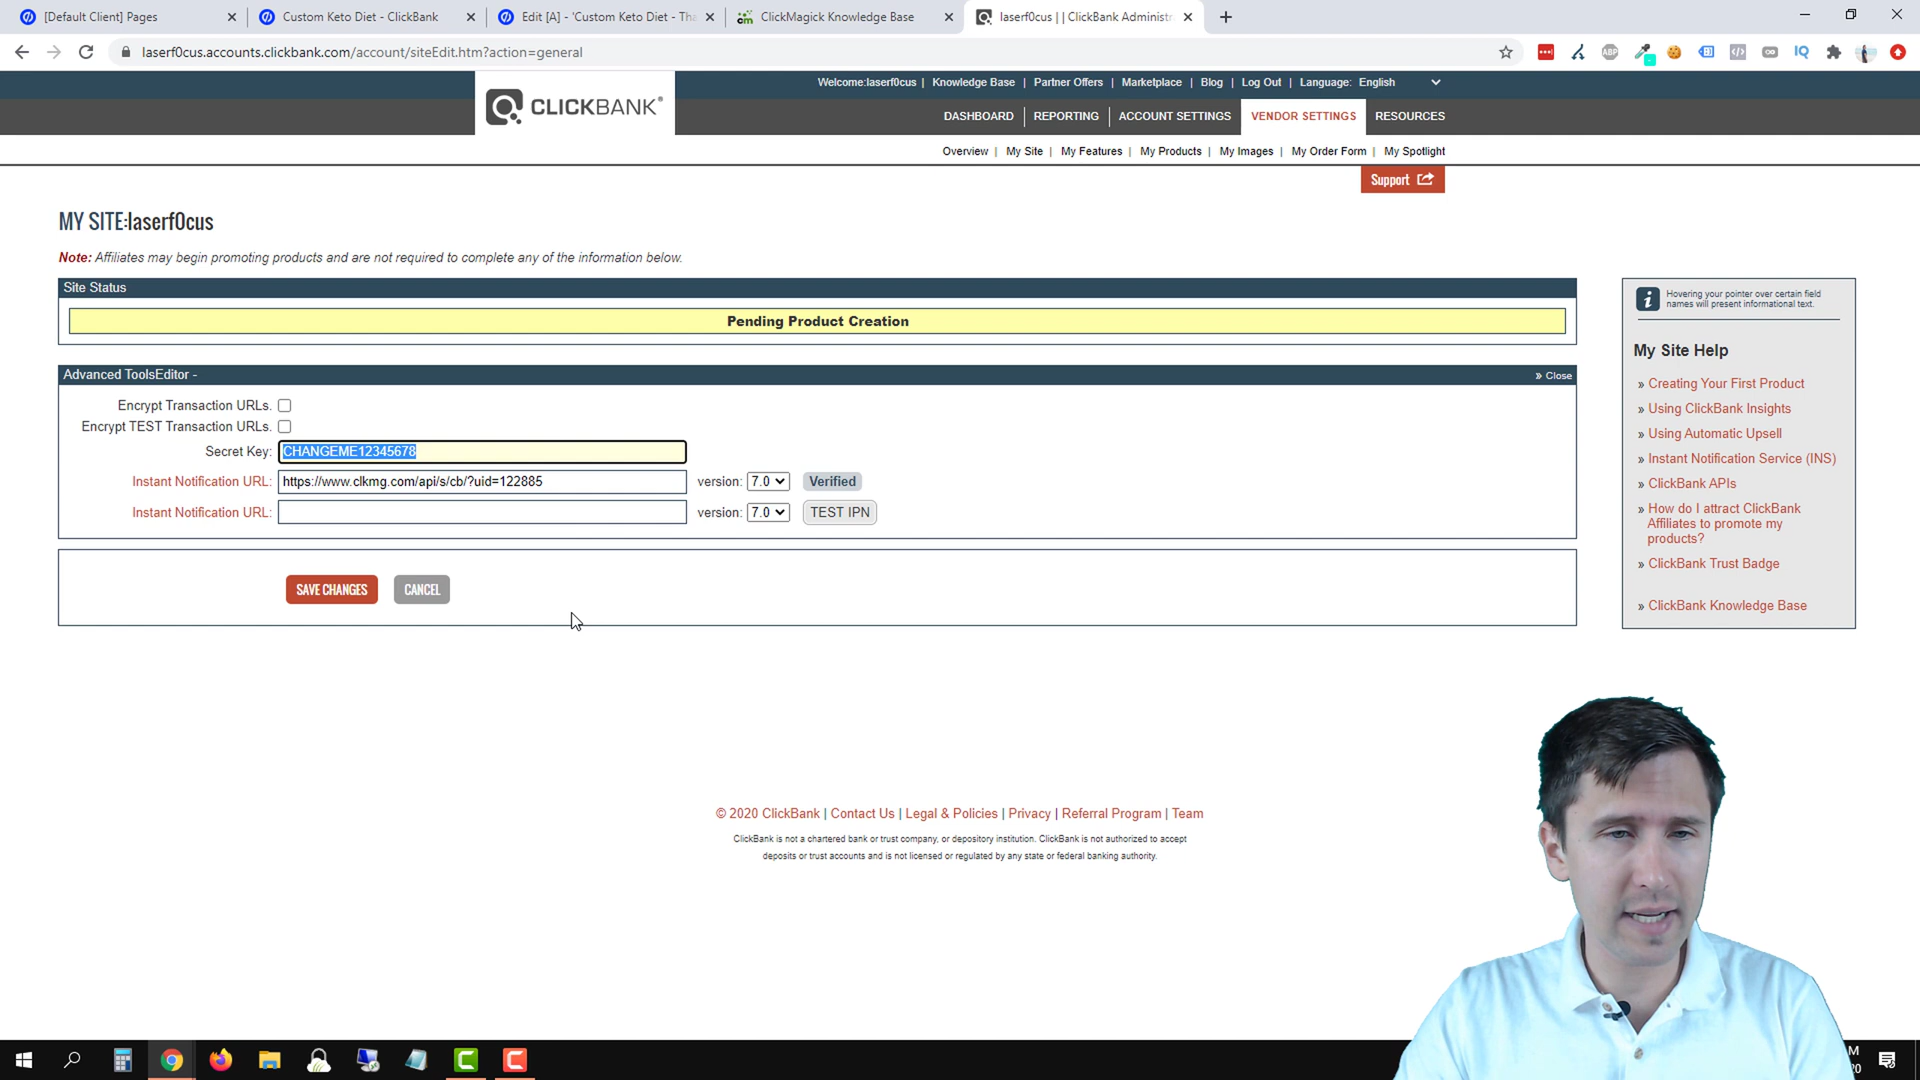 [Default Client] Pages
Custom Keto Diet - ClickBank
Edit [A] - 'Custom Keto Diet - Tha
ClickMagick Knowledge Base
laserf0cus | | ClickBank Administr
laserf0cus.accounts.clickbank.com/account/siteEdit.htm?action=general
Welcome:laserf0cus | Knowledge Base | Partner Offers | Marketplace | Blog | Log Out | Language: English
CLICKBANK®
DASHBOARD | REPORTING | ACCOUNT SETTINGS VENDOR SETTINGS RESOURCES
Overview | My Site | My Features | My Products | My Images | My Order Form | My Spotlight
Support
MY SITE:laserf0cus
Note: Affiliates may begin promoting products and are not required to complete any of the information below.
Site Status
Pending Product Creation
Advanced ToolsEditor -
» Close
Encrypt Transaction URLs.
Encrypt TEST Transaction URLs.
Secret Key: CHANGEME12345678
Instant Notification URL: https://www.clkmg.com/api/s/cb/?uid=122885 version: 7.0 Verified
Instant Notification URL: version: 7.0 TEST IPN
SAVE CHANGES CANCEL
Hovering your pointer over certain field
names will present informational text.
My Site Help
» Creating Your First Product
» Using ClickBank Insights
» Using Automatic Upsell
» Instant Notification Service (INS)
» ClickBank APIs
» How do I attract ClickBank
Affiliates to promote my
products?
» ClickBank Trust Badge
» ClickBank Knowledge Base
© 2020 ClickBank | Contact Us | Legal & Policies | Privacy | Referral Program | Team
ClickBank is not a chartered bank or trust company, or depository institution. ClickBank is not authorized to accept
deposits or trust accounts and is not licensed or regulated by any state or federal banking authority.